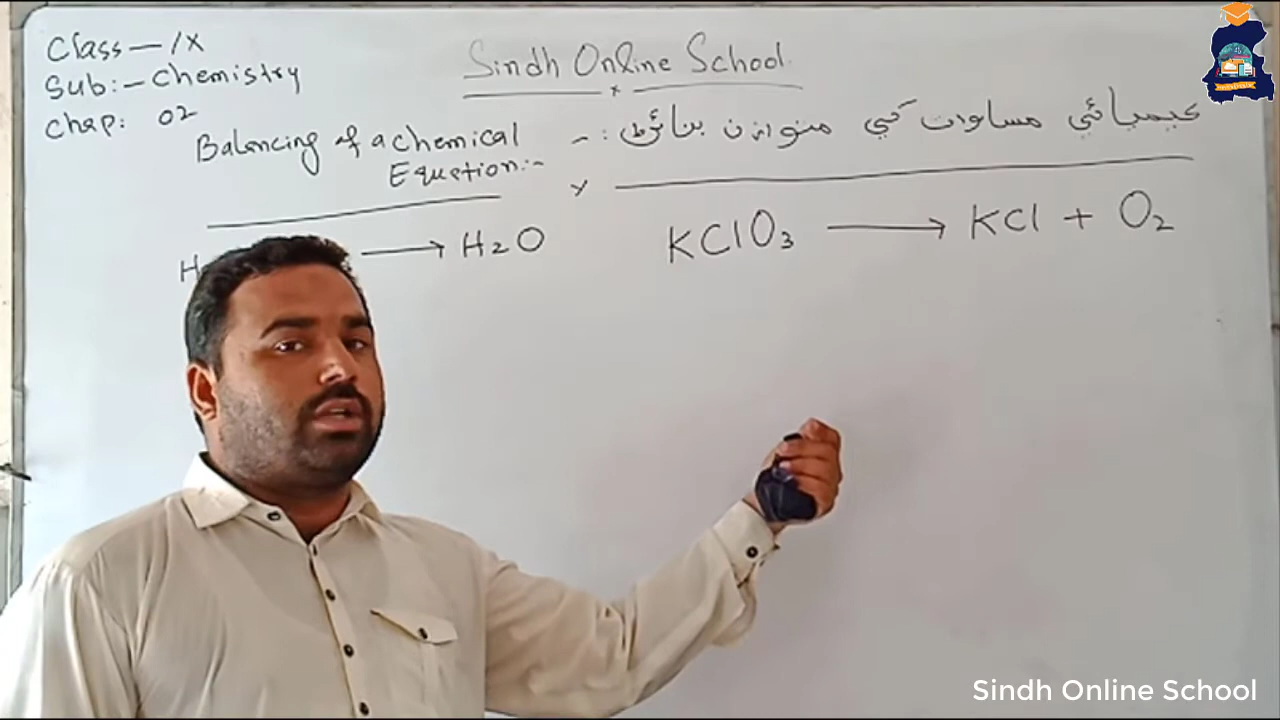 Class — IX
Sub:- Chemistry
Chap: 02
Sindh Online School
Balancing of a chemical
Equation:-
ڪيميائي مساوات کي متوازن بنائڻ :-
H
→ H2O
KClO3 → KCl + O2
Sindh Online School